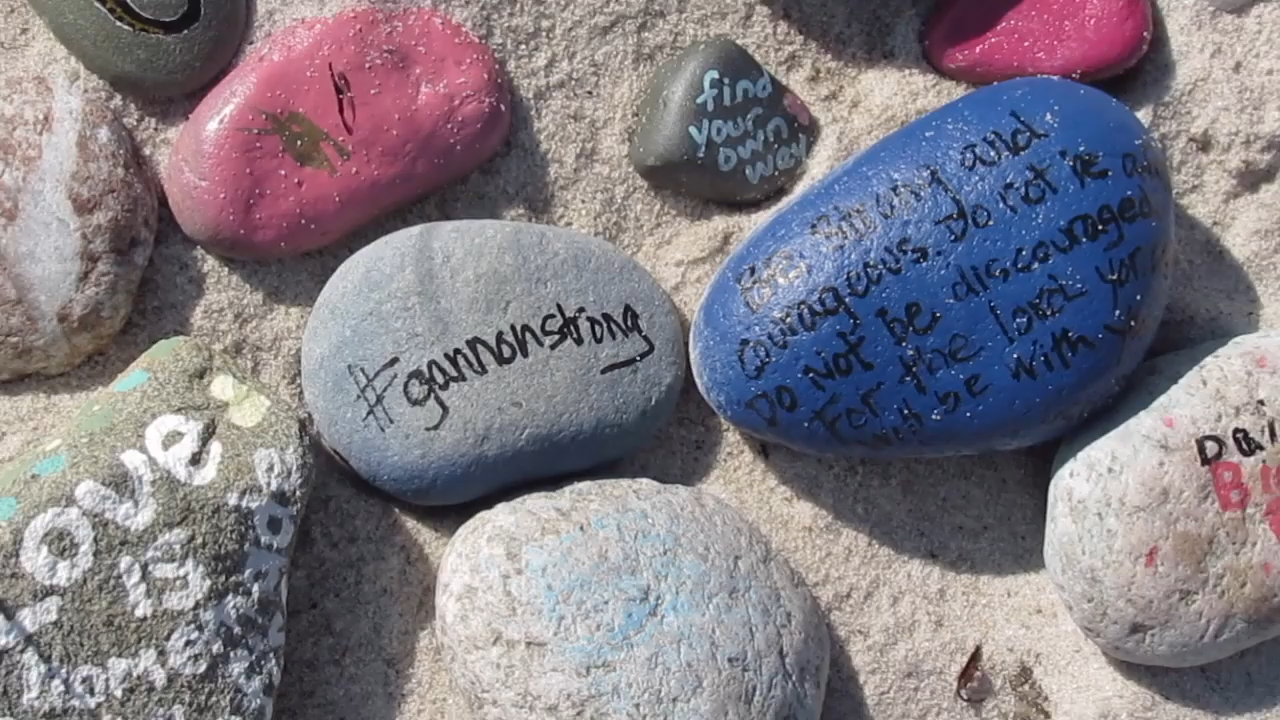 find
your
own
way
Be Strong and
courageous. Do not be
Do Not be discouraged
For the lord your
will be with
#gannonstrong
Love
is
Dai